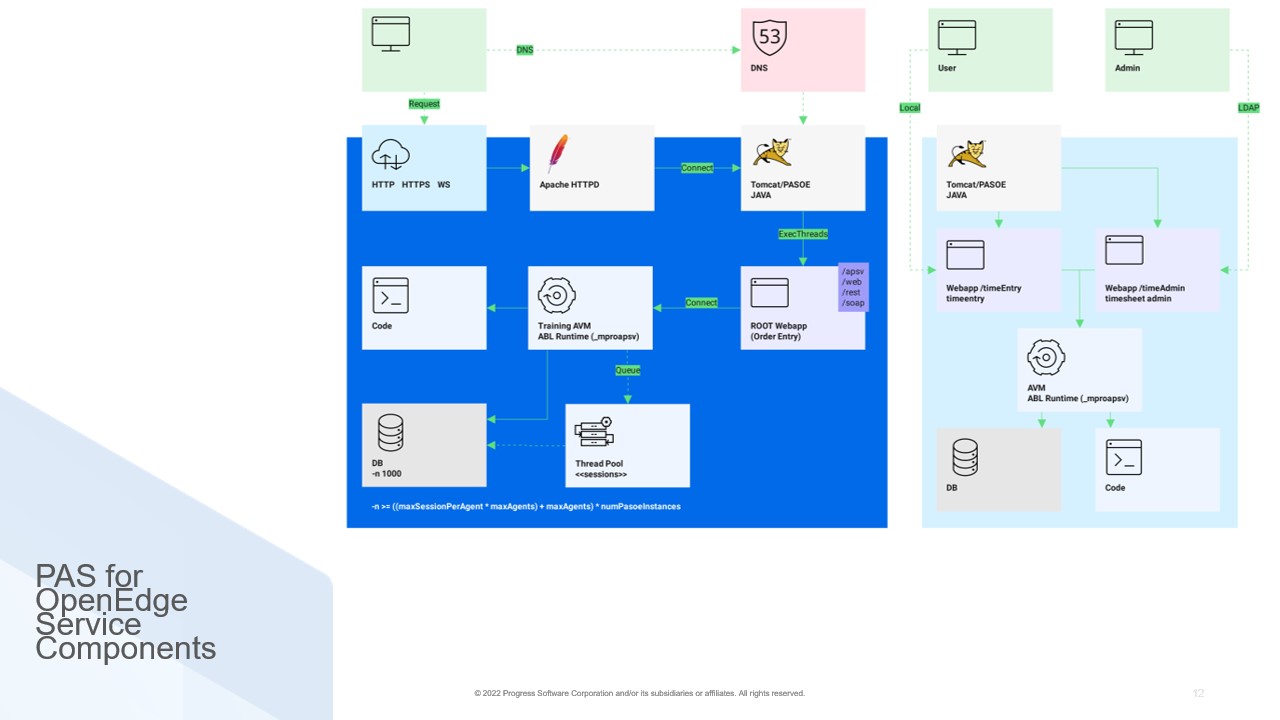 DNS
53
DNS
User
Admin
Request
Local
LDAP
HTTP HTTPS WS
Apache HTTPD
Connect
Tomcat/PASOE
JAVA
Tomcat/PASOE
JAVA
ExecThreads
/apsv
/web
/rest
/soap
Code
Training AVM
ABL Runtime (_mproapsv)
Connect
ROOT Webapp
(Order Entry)
Webapp /timeEntry
timeentry
Webapp /timeAdmin
timesheet admin
Queue
AVM
ABL Runtime (_mproapsv)
DB
-n 1000
Thread Pool
<<sessions>>
DB
Code
-n >= ((maxSessionPerAgent * maxAgents) + maxAgents) * numPasoeInstances
PAS for
OpenEdge
Service
Components
© 2022 Progress Software Corporation and/or its subsidiaries or affiliates. All rights reserved.
12